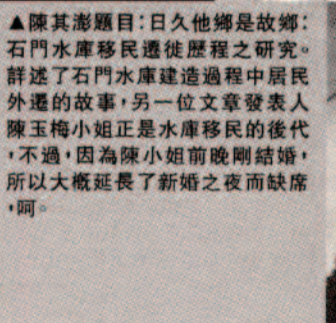 ▲陳其澎題目：日久他鄉是故鄉：
石門水庫移民遷徙歷程之研究。
詳述了石門水庫建造過程中居民
外遷的故事，另一位文章發表人
陳玉梅小姐正是水庫移民的後代
，不過，因為陳小姐前晚剛結婚，
所以大概延長了新婚之夜而缺席
，呵。